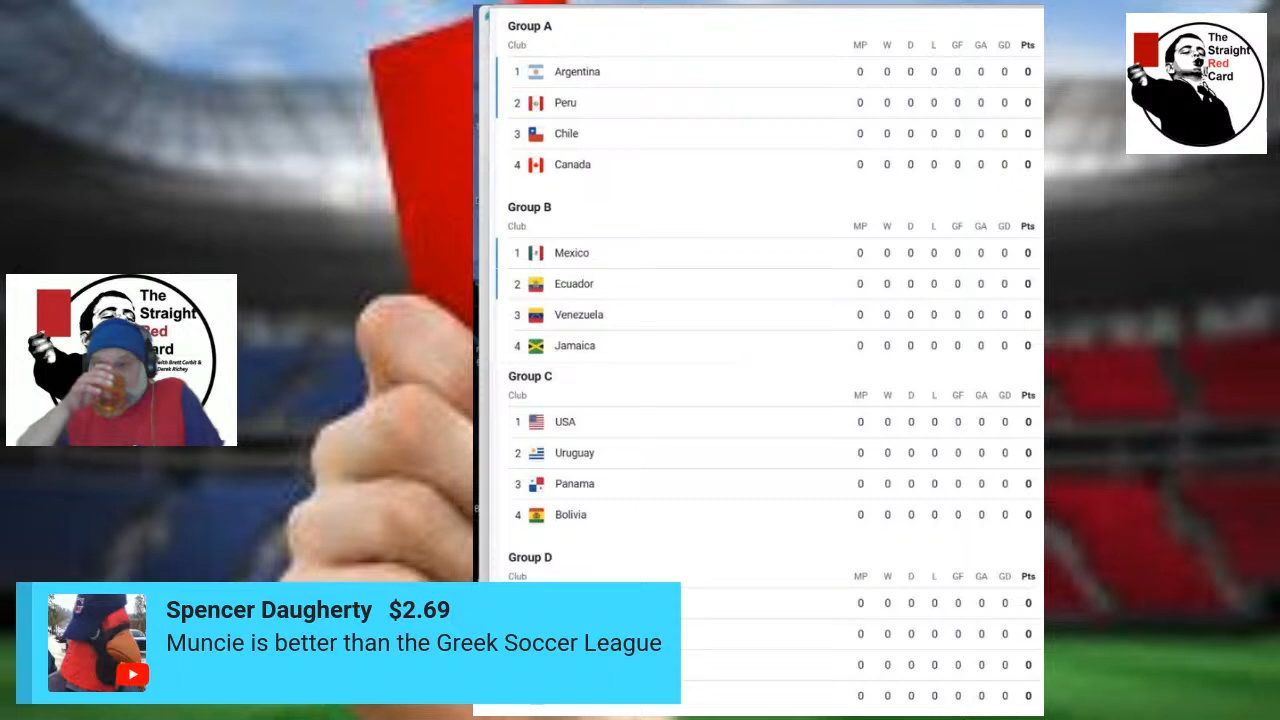 Group A
Club MP W D L GF GA GD Pts
1 Argentina 0 0 0 0 0 0 0 0
2 Peru 0 0 0 0 0 0 0 0
3 Chile 0 0 0 0 0 0 0 0
4 Canada 0 0 0 0 0 0 0 0
Group B
Club MP W D L GF GA GD Pts
1 Mexico 0 0 0 0 0 0 0 0
2 Ecuador 0 0 0 0 0 0 0 0
3 Venezuela 0 0 0 0 0 0 0 0
4 Jamaica 0 0 0 0 0 0 0 0
Group C
Club MP W D L GF GA GD Pts
1 USA 0 0 0 0 0 0 0 0
2 Uruguay 0 0 0 0 0 0 0 0
3 Panama 0 0 0 0 0 0 0 0
4 Bolivia 0 0 0 0 0 0 0 0
Group D
Club MP W D L GF GA GD Pts
0 0 0 0 0 0 0 0
0 0 0 0 0 0 0 0
0 0 0 0 0 0 0 0
0 0 0 0 0 0 0 0
The
Straight
Red
Card
The
Straight
ed
ard
with Brett Corbit &
Derek Richey
Spencer Daugherty $2.69
Muncie is better than the Greek Soccer League